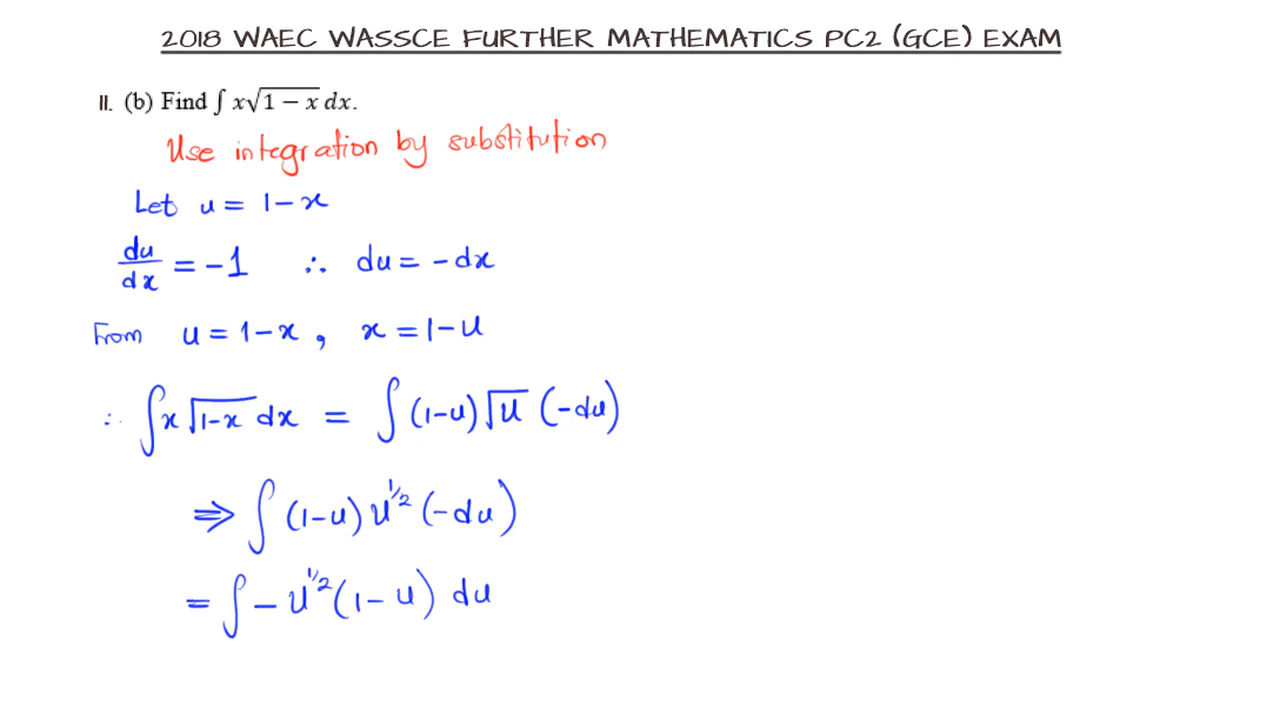 2018 WAEC WASSCE FURTHER MATHEMATICS PC2 (GCE) EXAM
11. (b) Find ∫ x√(1 − x) dx.
Use integration by substitution
Let u = 1 − x
du/dx = −1 ∴ du = −dx
From u = 1 − x , x = 1 − u
∴ ∫ x√(1−x) dx = ∫ (1−u)√u (−du)
⇒ ∫ (1−u) u^1/2 (−du)
= ∫ − u^1/2 (1 − u) du